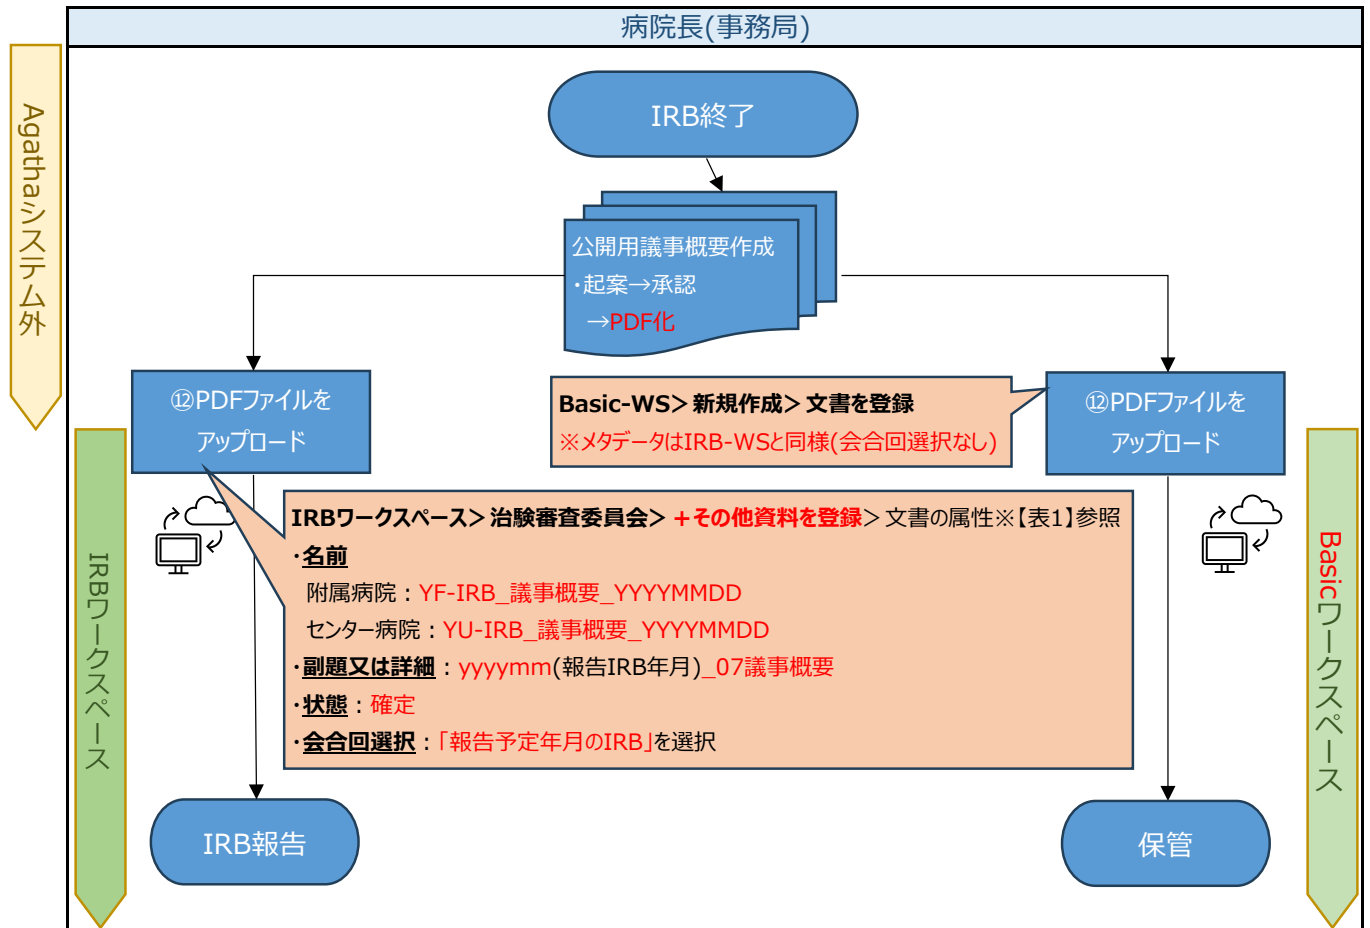 病院長(事務局)
Agathaシステム外
IRB終了
公開用議事概要作成
・起案→承認
→PDF化
⑫PDFファイルを
アップロード
Basic-WS＞新規作成＞文書を登録
※メタデータはIRB-WSと同様(会合回選択なし)
⑫PDFファイルを
アップロード
IRBワークスペース
IRBワークスペース＞治験審査委員会＞+その他資料を登録＞文書の属性※【表1】参照
・名前
附属病院：YF-IRB_議事概要_YYYYMMDD
センター病院：YU-IRB_議事概要_YYYYMMDD
・副題又は詳細：yyyymm(報告IRB年月)_07議事概要
・状態：確定
・会合回選択：「報告予定年月のIRB」を選択
Basicワークスペース
IRB報告
保管